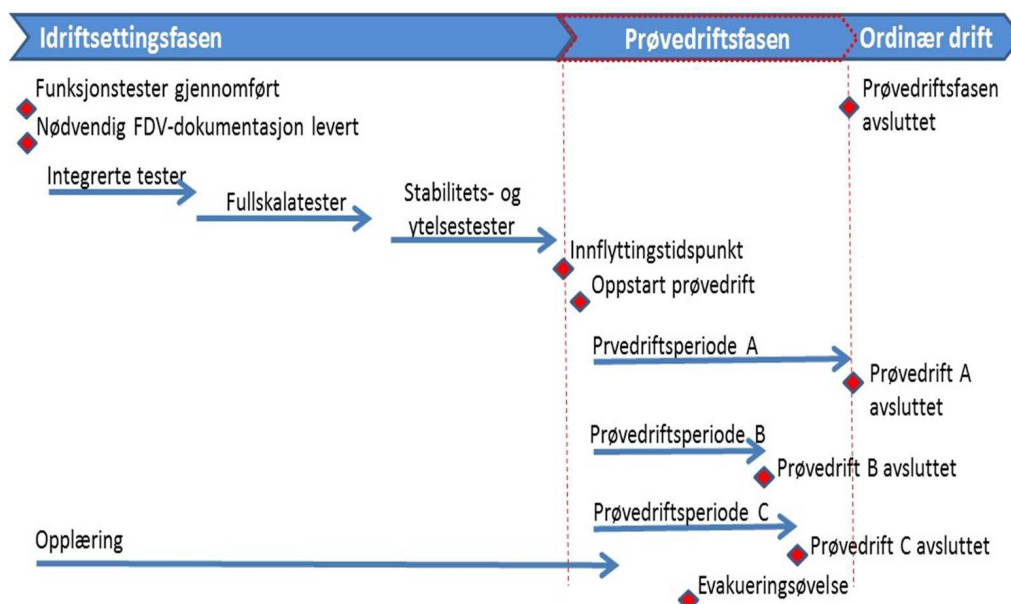 Idriftsettingsfasen
Prøvedriftsfasen
Ordinær drift
Funksjonstester gjennomført
Nødvendig FDV-dokumentasjon levert
Prøvedriftsfasen
avsluttet
Integrerte tester
Fullskalatester
Stabilitets- og
ytelsestester
Innflyttingstidspunkt
Oppstart prøvedrift
Prvedriftsperiode A
Prøvedrift A
avsluttet
Prøvedriftsperiode B
Prøvedrift B avsluttet
Prøvedriftsperiode C
Prøvedrift C avsluttet
Opplæring
Evakueringsøvelse